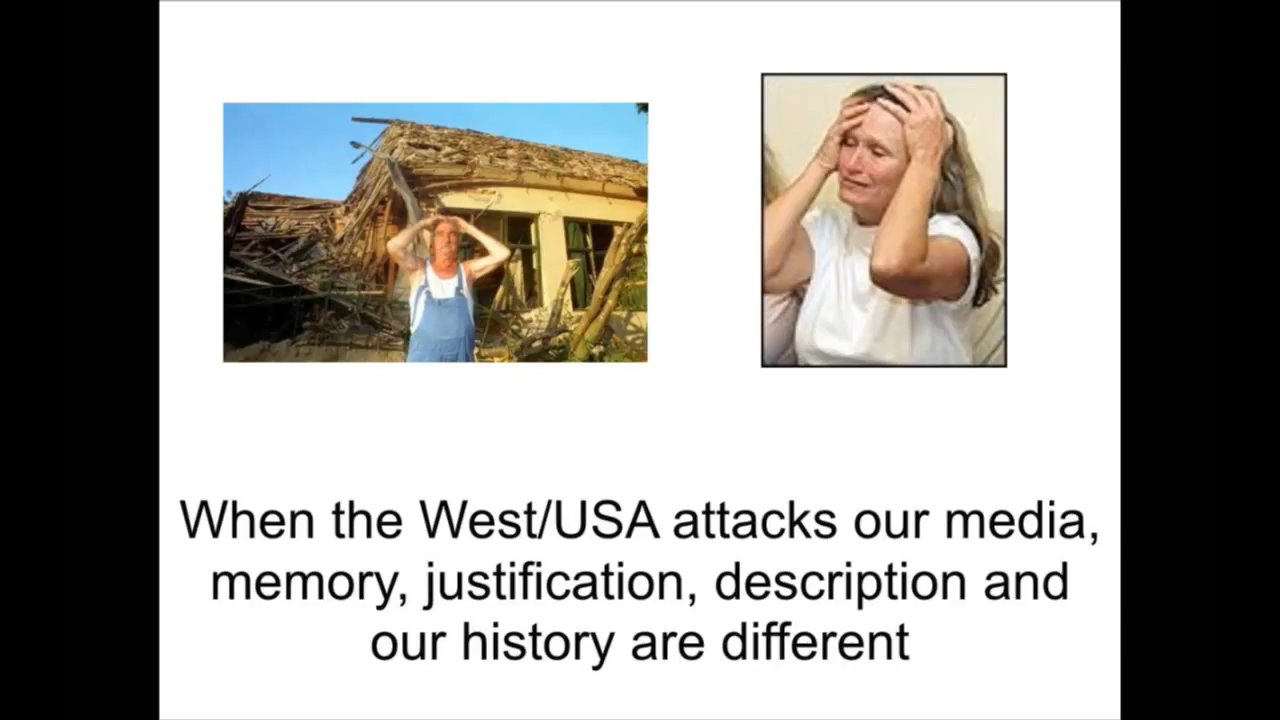 When the West/USA attacks our media,
memory, justification, description and
our history are different